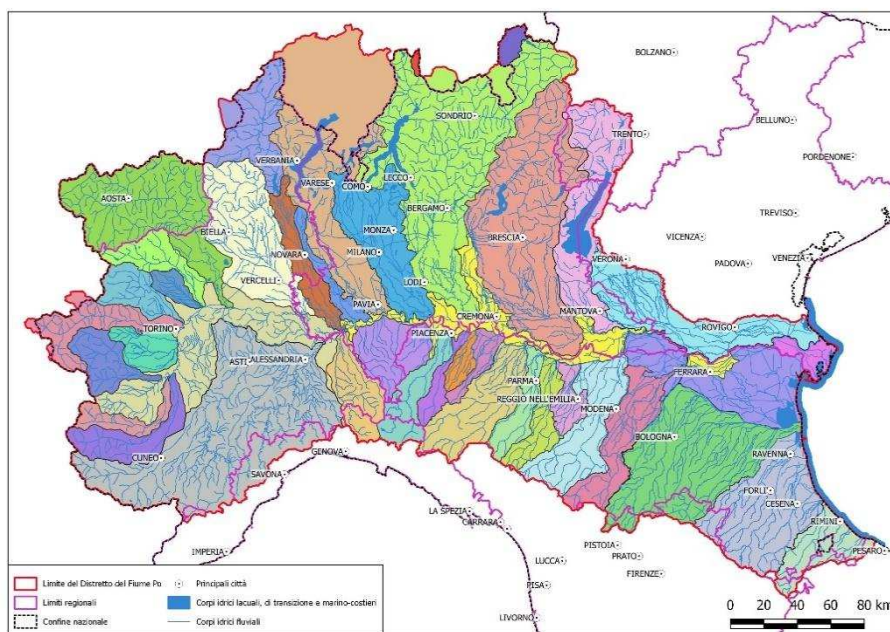 BOLZANO
SONDRIO
BELLUNO
TRENTO
PORDENONE
VERBANIA
VARESE
COMO
LECCO
AOSTA
BERGAMO
TREVISO
BIELLA
MONZA
BRESCIA
VICENZA
NOVARA
MILANO
VERONA
PADOVA
VENEZIA
VERCELLI
LODI
PAVIA
CREMONA
MANTOVA
TORINO
PIACENZA
ROVIGO
ASTI
ALESSANDRIA
FERRARA
PARMA
REGGIO NELL'EMILIA
MODENA
BOLOGNA
CUNEO
GENOVA
RAVENNA
SAVONA
FORLI'
CESENA
LA SPEZIA
CARRARA
RIMINI
IMPERIA
PISTOIA
PRATO
PESARO
LUCCA
FIRENZE
PISA
LIVORNO
Limite del Distretto del Fiume Po
Principali città
Limiti regionali
Corpi idrici lacuali, di transizione e marino-costieri
Confine nazionale
Corpi idrici fluviali
0 20 40 60 80 km